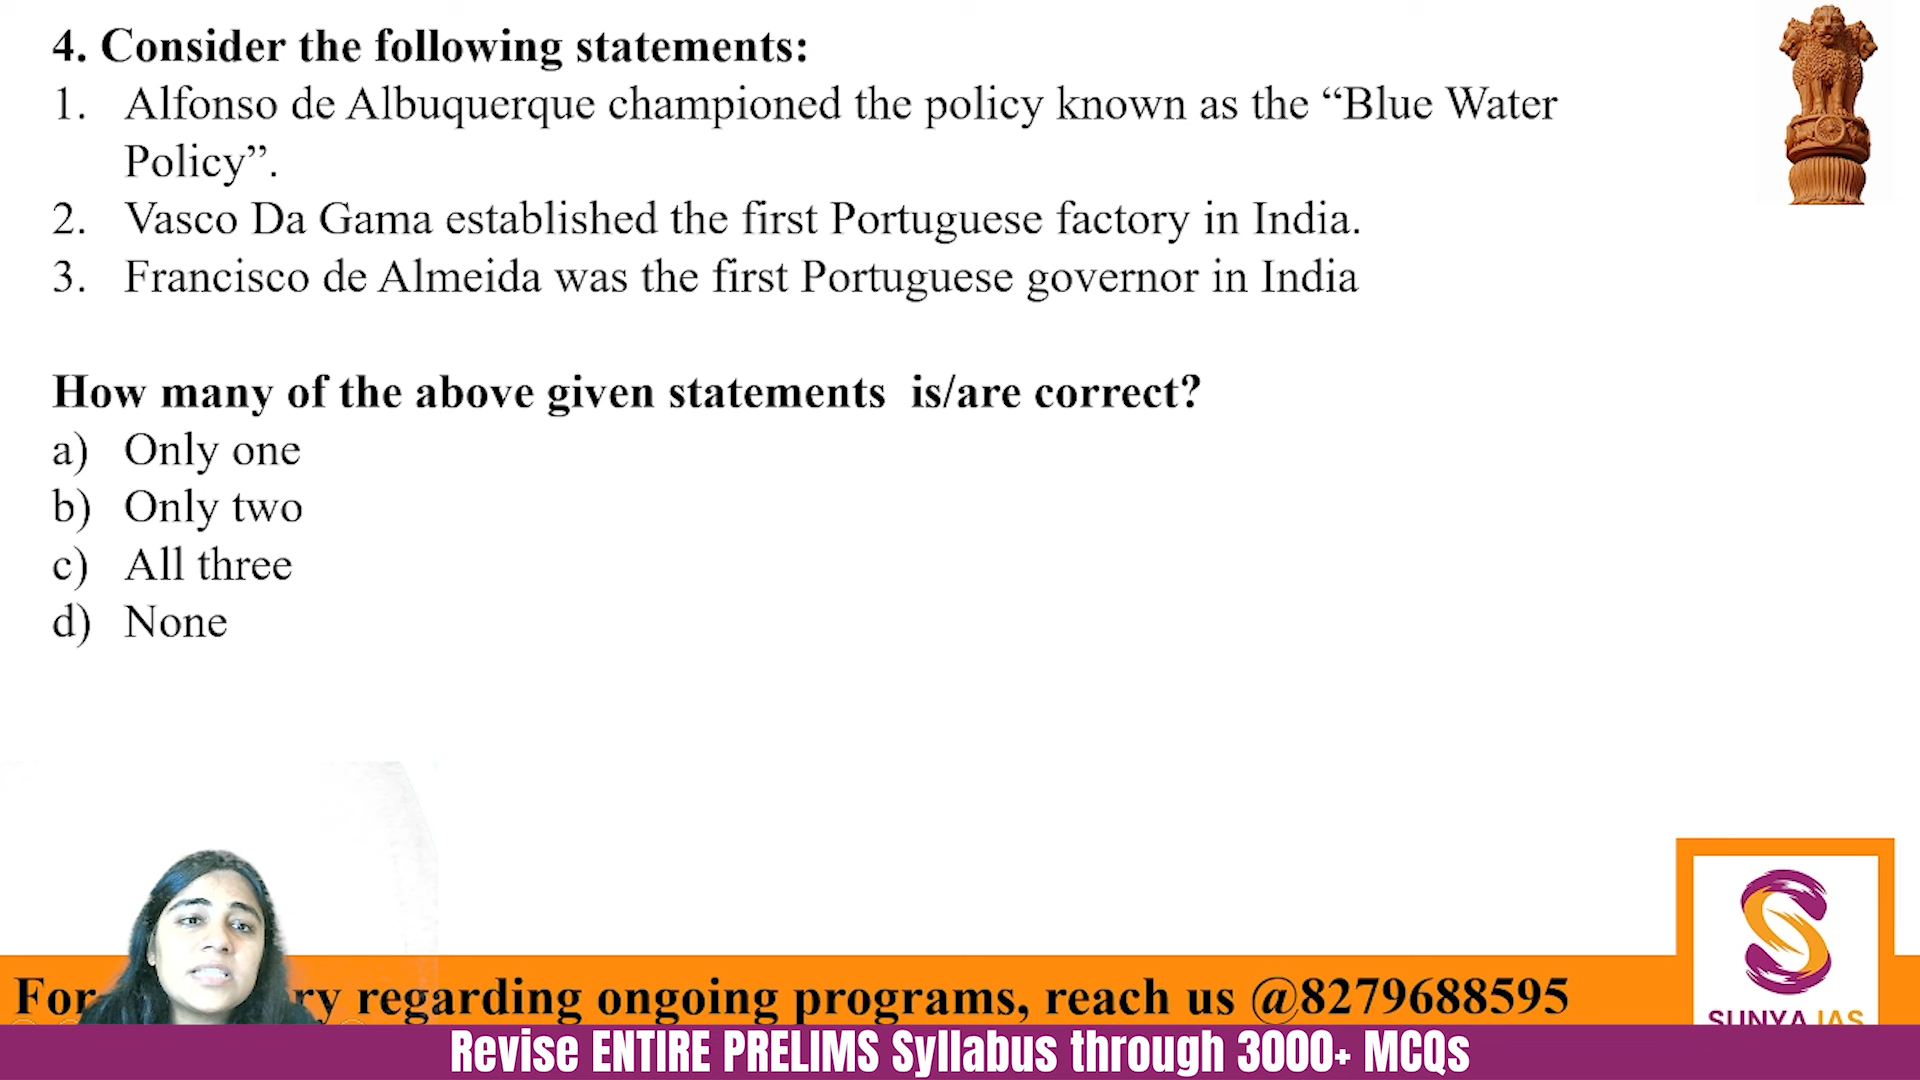 4. Consider the following statements:
1. Alfonso de Albuquerque championed the policy known as the “Blue Water
Policy”.
2. Vasco Da Gama established the first Portuguese factory in India.
3. Francisco de Almeida was the first Portuguese governor in India
How many of the above given statements is/are correct?
a) Only one
b) Only two
c) All three
d) None
For ry regarding ongoing programs, reach us @8279688595
SUNYA IAS
Revise ENTIRE PRELIMS Syllabus through 3000+ MCQs